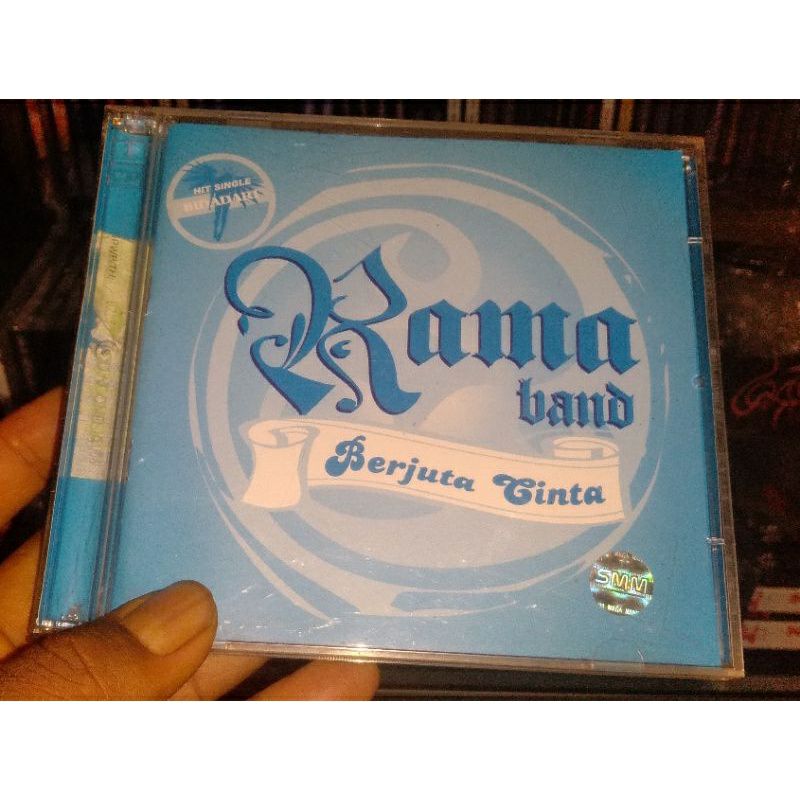 HIT SINGLE
BIDADARI
Rama
band
Berjuta Cinta
SMM